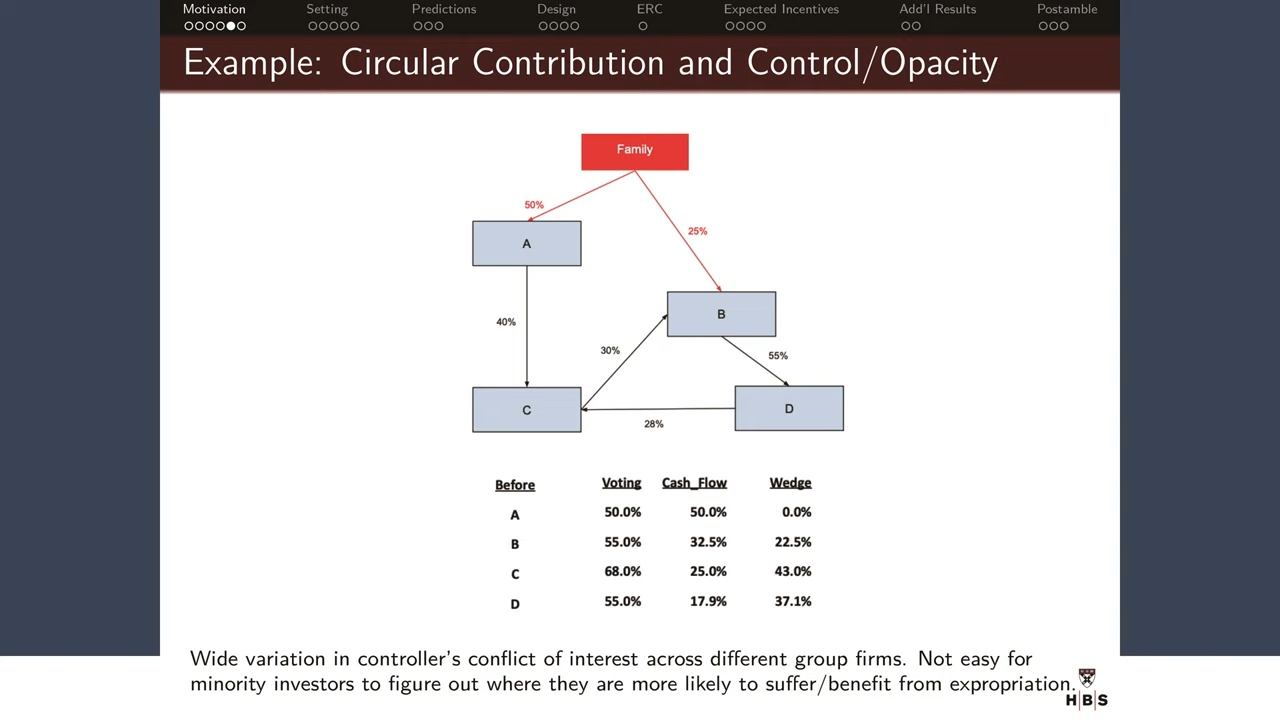 Motivation Setting Predictions Design ERC Expected Incentives Add'l Results Postamble
Example: Circular Contribution and Control/Opacity
Family
50%
25%
A
B
40%
30%
55%
C
D
28%
Before Voting Cash_Flow Wedge
A 50.0% 50.0% 0.0%
B 55.0% 32.5% 22.5%
C 68.0% 25.0% 43.0%
D 55.0% 17.9% 37.1%
Wide variation in controller's conflict of interest across different group firms. Not easy for
minority investors to figure out where they are more likely to suffer/benefit from expropriation.
H|B|S